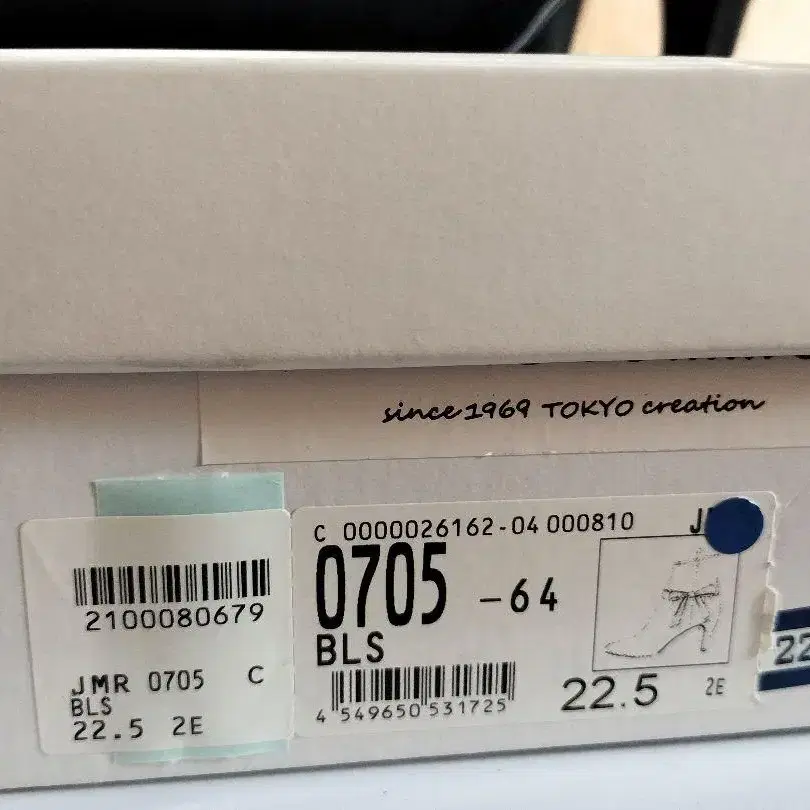 since 1969 TOKYO creation
2100080679
JMR 0705 C
BLS
22.5 2E
C 0000026162-04 000810
0705 -64
BLS
4 549650 531725
22.5 2E
22